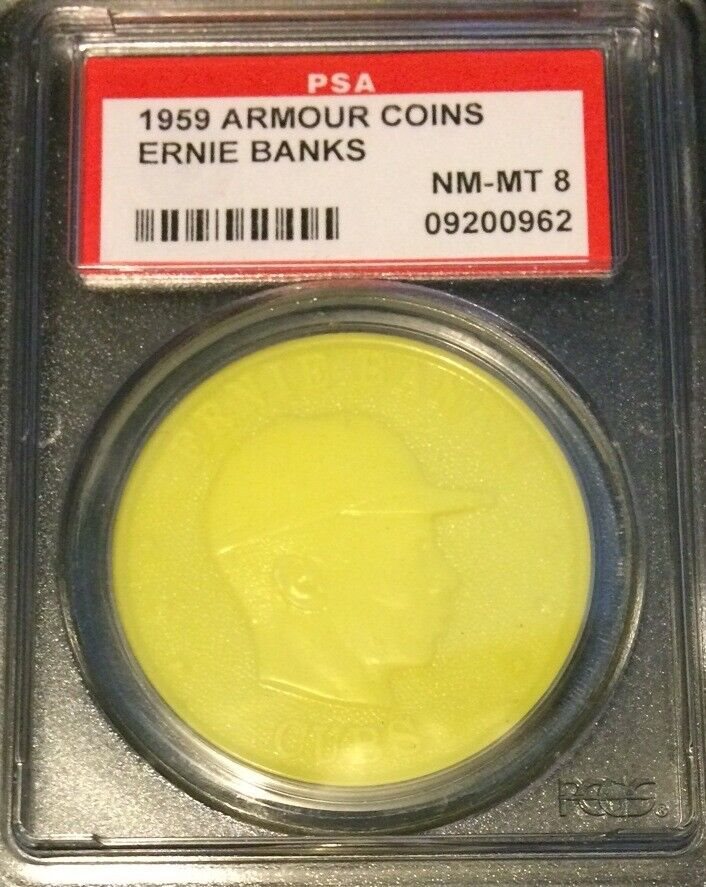 PSA
1959 ARMOUR COINS
ERNIE BANKS
NM-MT 8
09200962
ERNIE BANKS
CUBS
PCGS®